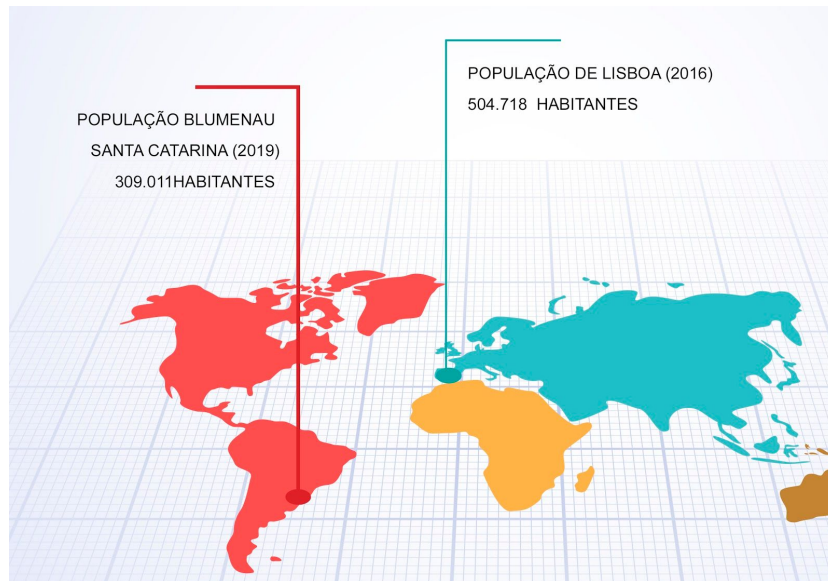 POPULAÇÃO BLUMENAU
SANTA CATARINA (2019)
309.011HABITANTES
POPULAÇÃO DE LISBOA (2016)
504.718 HABITANTES